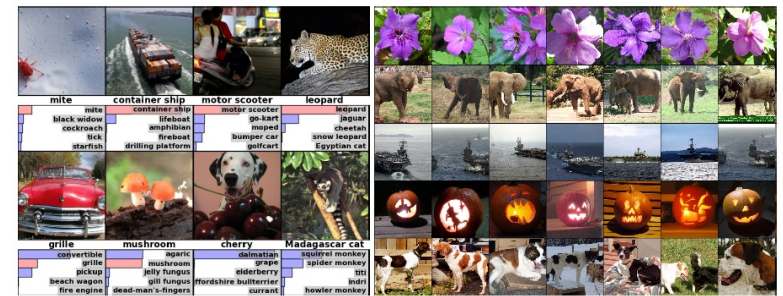 mite container ship motor scooter leopard
mite container ship motor scooter leopard
black widow lifeboat go-kart jaguar
cockroach amphibian moped cheetah
tick fireboat bumper car snow leopard
starfish drilling platform golfcart Egyptian cat
grille mushroom cherry Madagascar cat
convertible agaric dalmatian squirrel monkey
grille mushroom grape spider monkey
pickup jelly fungus elderberry titi
beach wagon gill fungus ffordshire bullterrier indri
fire engine dead-man's-fingers currant howler monkey